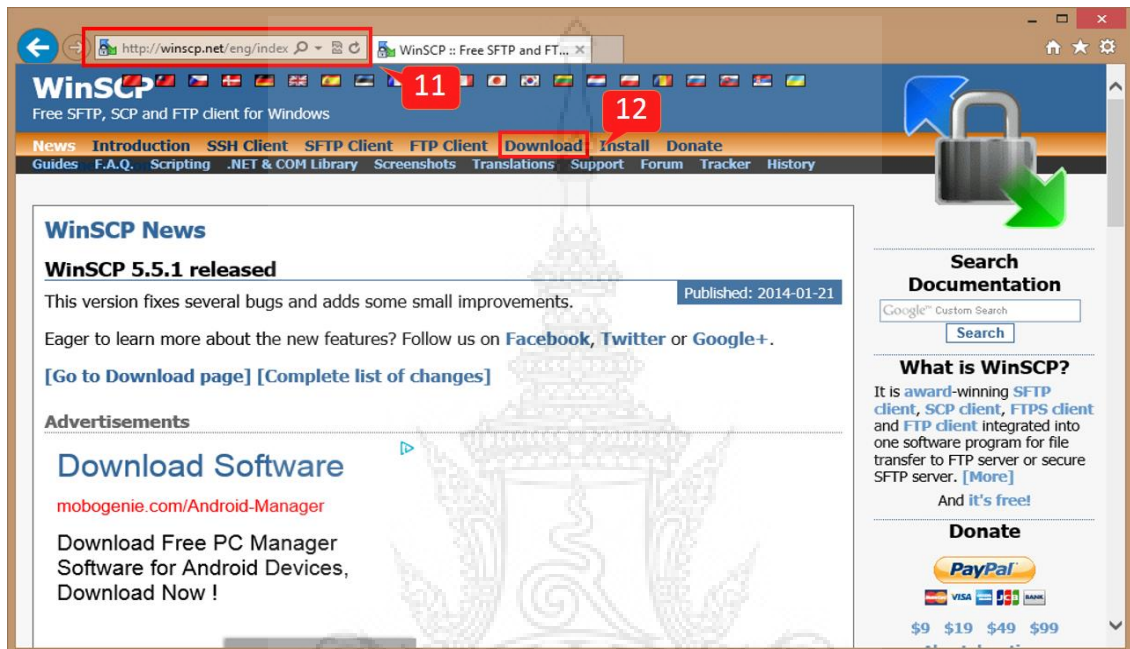 http://winscp.net/eng/index
WinSCP :: Free SFTP and FT...
11
WinSCP
12
Free SFTP, SCP and FTP client for Windows
News Introduction SSH Client SFTP Client FTP Client Download Install Donate
Guides F.A.Q. Scripting .NET & COM Library Screenshots Translations Support Forum Tracker History
WinSCP News
WinSCP 5.5.1 released
Published: 2014-01-21
This version fixes several bugs and adds some small improvements.
Eager to learn more about the new features? Follow us on Facebook, Twitter or Google+.
[Go to Download page] [Complete list of changes]
Advertisements
Download Software
mobogenie.com/Android-Manager
Download Free PC Manager
Software for Android Devices,
Download Now !
Search
Documentation
Google™ Custom Search
Search
What is WinSCP?
It is award-winning SFTP
client, SCP client, FTPS client
and FTP client integrated into
one software program for file
transfer to FTP server or secure
SFTP server. [More]
And it's free!
Donate
PayPal
VISA
BANK
$9 $19 $49 $99